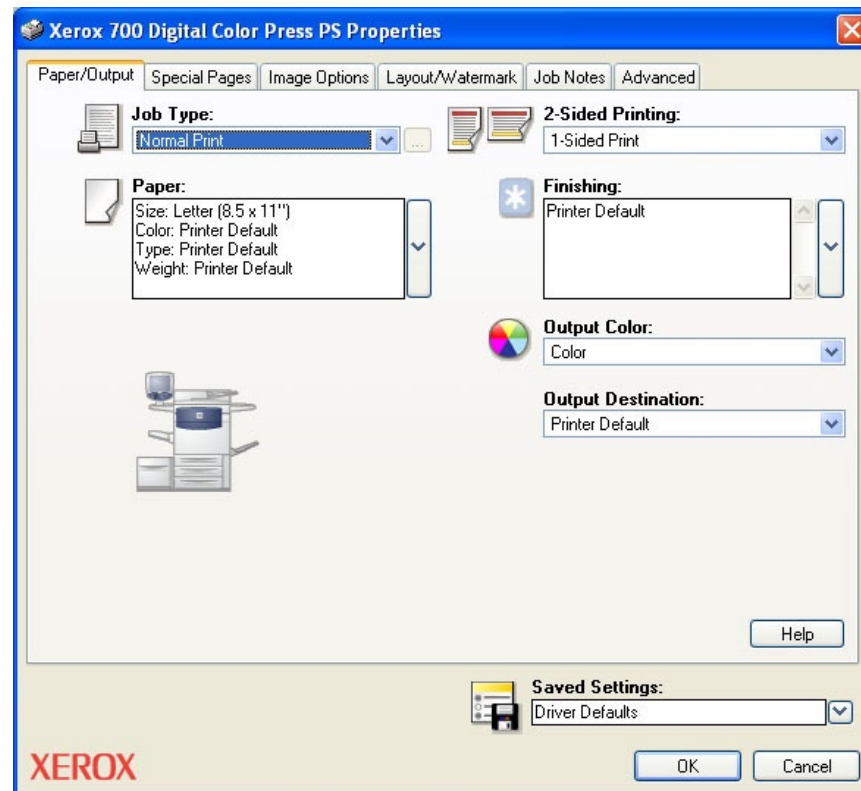 Xerox 700 Digital Color Press PS Properties
Paper/Output
Special Pages
Image Options
Layout/Watermark
Job Notes
Advanced
Job Type:
Normal Print
...
2-Sided Printing:
1-Sided Print
Paper:
Size: Letter (8.5 x 11")
Color: Printer Default
Type: Printer Default
Weight: Printer Default
Finishing:
Printer Default
Output Color:
Color
Output Destination:
Printer Default
Help
Saved Settings:
Driver Defaults
XEROX
OK
Cancel